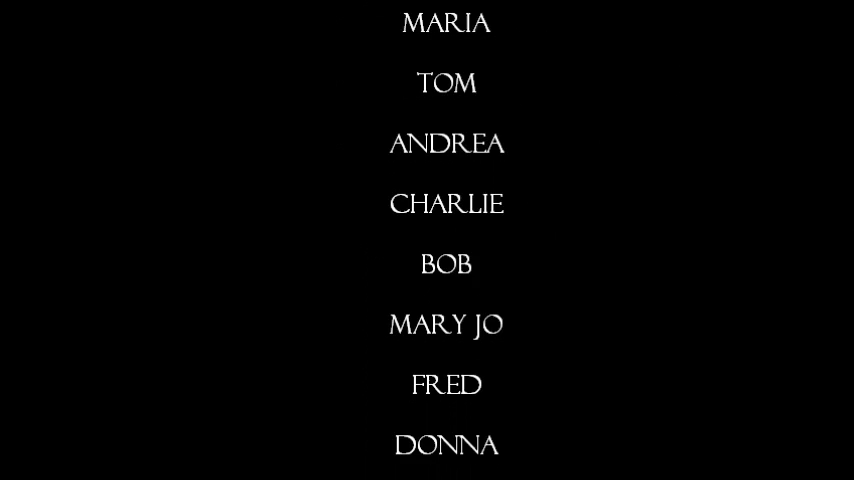 MARIA
TOM
ANDREA
CHARLIE
BOB
MARY JO
FRED
DONNA